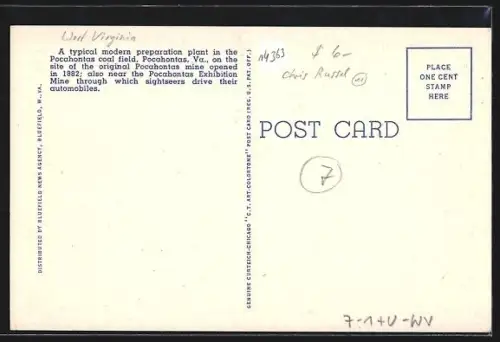 West Virginia
A typical modern preparation plant in the
Pocahontas coal field, Pocahontas, Va., on the
site of the original Pocahontas mine opened
in 1882; also near the Pocahontas Exhibition
Mine through which sightseers drive their
automobiles.
DISTRIBUTED BY BLUEFIELD NEWS AGENCY, BLUEFIELD, W.-VA.
GENUINE CURTEICH-CHICAGO "C.T. ART-COLORTONE" POST CARD (REG. U.S. PAT. OFF.)
14363
$ 6-
Russel
PLACE
ONE CENT
STAMP
HERE
POST CARD
7
7-1+U-WV